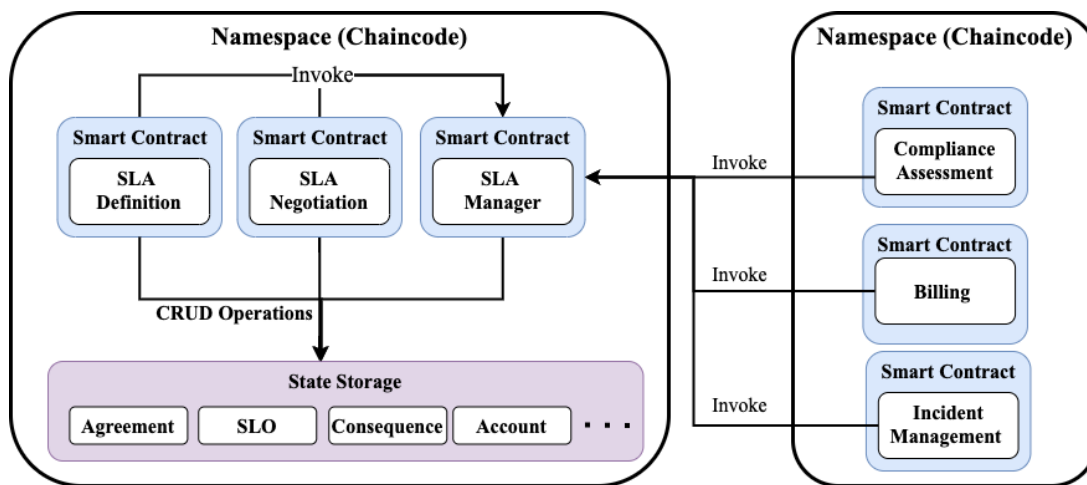 Namespace (Chaincode)
Invoke
Smart Contract
SLA
Definition
Smart Contract
SLA
Negotiation
Smart Contract
SLA
Manager
CRUD Operations
State Storage
Agreement
SLO
Consequence
Account
. . .
Invoke
Invoke
Invoke
Namespace (Chaincode)
Smart Contract
Compliance
Assessment
Smart Contract
Billing
Smart Contract
Incident
Management